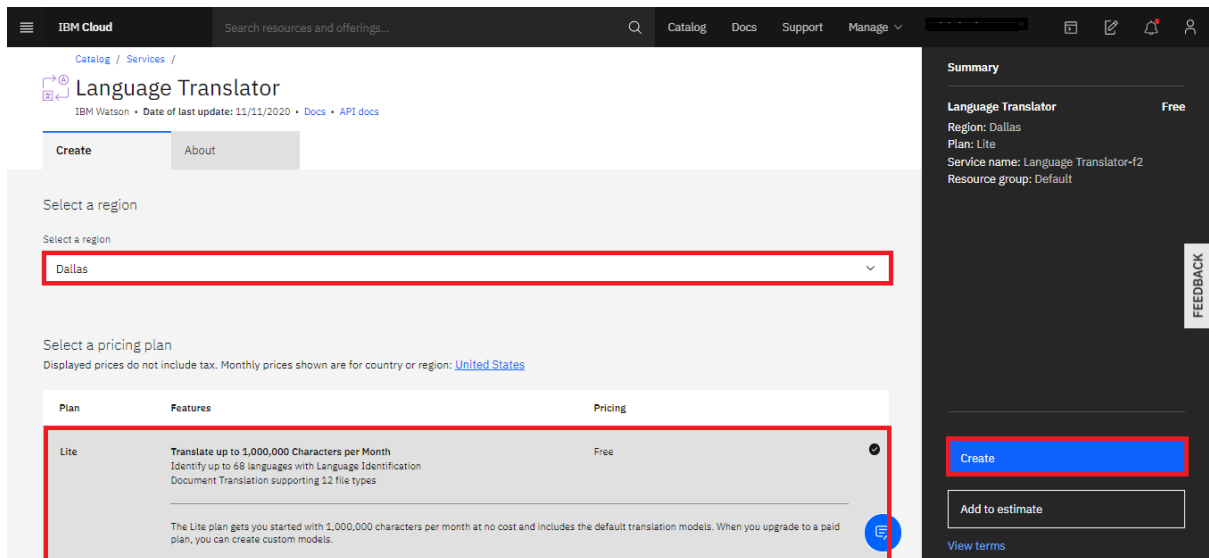 IBM Cloud
Search resources and offerings...
Catalog
Docs
Support
Manage
Catalog / Services /
Language Translator
IBM Watson • Date of last update: 11/11/2020 • Docs • API docs
Create
About
Select a region
Select a region
Dallas
Select a pricing plan
Displayed prices do not include tax. Monthly prices shown are for country or region: United States
Plan Features Pricing
Lite Translate up to 1,000,000 Characters per Month Free
Identify up to 68 languages with Language Identification
Document Translation supporting 12 file types
The Lite plan gets you started with 1,000,000 characters per month at no cost and includes the default translation models. When you upgrade to a paid
plan, you can create custom models.
Summary
Language Translator Free
Region: Dallas
Plan: Lite
Service name: Language Translator-f2
Resource group: Default
FEEDBACK
Create
Add to estimate
View terms